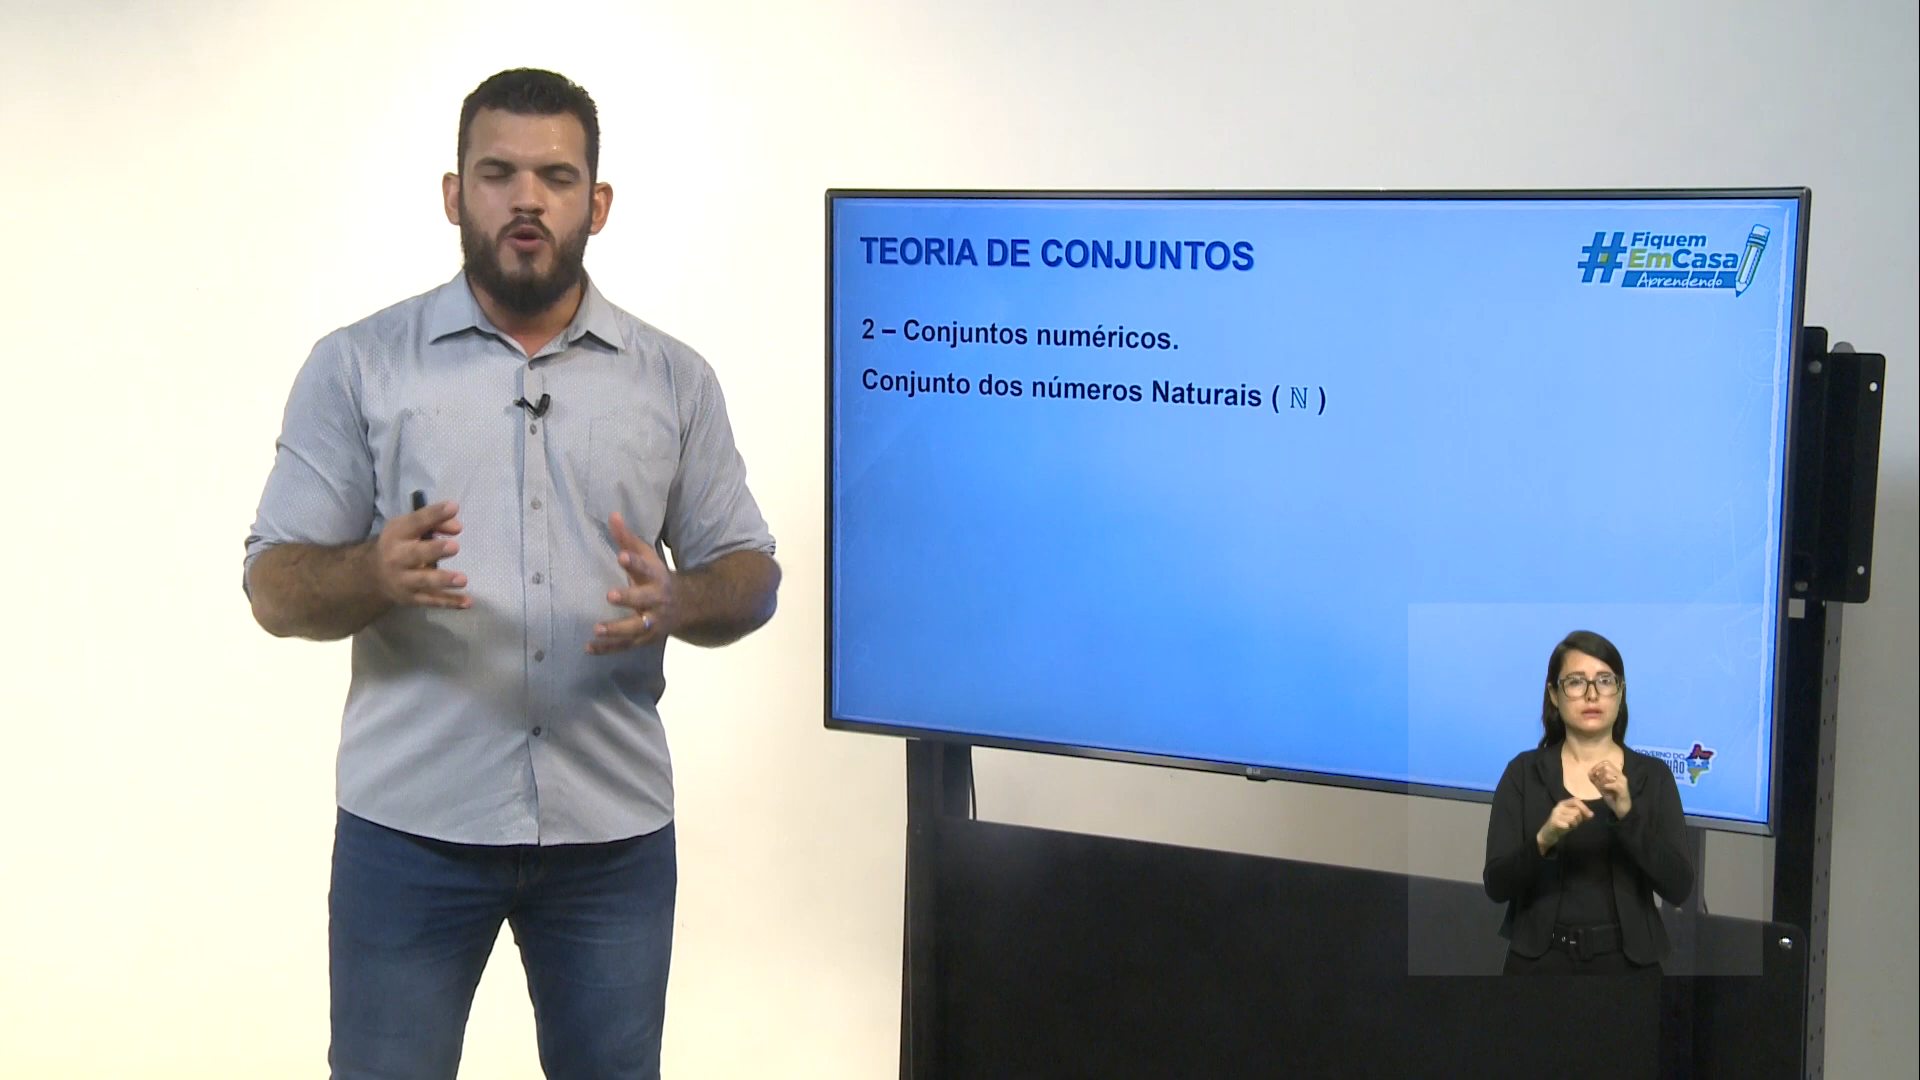 TEORIA DE CONJUNTOS
#Fiquem
EmCasa
Aprendendo
2 – Conjuntos numéricos.
Conjunto dos números Naturais ( ℕ )